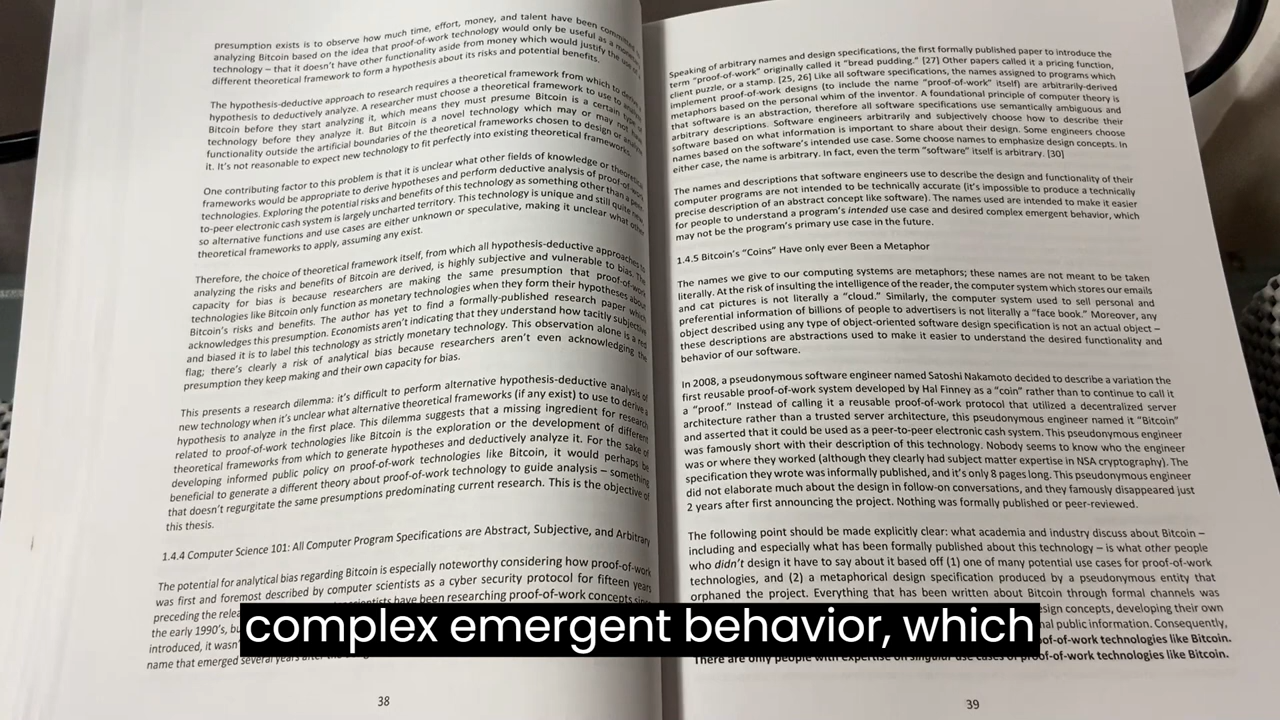 presumption exists is to observe how much time, effort, money, and talent have been
analyzing Bitcoin based on the idea that proof-of-work technology would only be useful as a
technology – that it doesn't have other functionality aside from money which would justify the use
different theoretical framework to form a hypothesis about its risks and potential benefits.
The hypothesis-deductive approach to research requires a theoretical framework from which to
hypothesis to deductively analyze. A researcher must choose a theoretical framework to use to
Bitcoin before they start analyzing it, which means they must presume Bitcoin is a certain type
technology before they analyze it. But Bitcoin is a novel technology which may or may not
functionality outside the artificial boundaries of the theoretical frameworks chosen to design or
it. It's not reasonable to expect new technology to fit perfectly into existing theoretical frameworks.
One contributing factor to this problem is that it is unclear what other fields of knowledge or theoretical
frameworks would be appropriate to derive hypotheses and perform deductive analysis of proof-of-work
technologies. Exploring the potential risks and benefits of this technology as something other than a
to-peer electronic cash system is largely uncharted territory. This technology is unique and still quite new
so alternative functions and use cases are either unknown or speculative, making it unclear what other
theoretical frameworks to apply, assuming any exist.
Therefore, the choice of theoretical framework itself, from which all hypothesis-deductive approaches to
analyzing the risks and benefits of Bitcoin are derived, is highly subjective and vulnerable to bias. The
capacity for bias is because researchers are making the same presumption that proof-of-work
technologies like Bitcoin only function as monetary technologies when they form their hypotheses about
Bitcoin's risks and benefits. The author has yet to find a formally-published research paper which
acknowledges this presumption. Economists aren't indicating that they understand how tacitly subjective
and biased it is to label this technology as strictly monetary technology. This observation alone is a red
flag; there's clearly a risk of analytical bias because researchers aren't even acknowledging the
presumption they keep making and their own capacity for bias.
This presents a research dilemma: it's difficult to perform alternative hypothesis-deductive analysis of
new technology when it's unclear what alternative theoretical frameworks (if any exist) to use to derive a
hypothesis to analyze in the first place. This dilemma suggests that a missing ingredient for research
related to proof-of-work technologies like Bitcoin is the exploration or the development of different
theoretical frameworks from which to generate hypotheses and deductively analyze it. For the sake of
developing informed public policy on proof-of-work technologies like Bitcoin, it would perhaps be
beneficial to generate a different theory about proof-of-work technology to guide analysis – something
that doesn't regurgitate the same presumptions predominating current research. This is the objective of
this thesis.
1.4.4 Computer Science 101: All Computer Program Specifications are Abstract, Subjective, and Arbitrary
The potential for analytical bias regarding Bitcoin is especially noteworthy considering how proof-of-work
was first and foremost described by computer scientists as a cyber security protocol for fifteen years
preceding the have been researching proof-of-work concepts since
the early 1990's,
introduced, it
name that emerged several years after the
38
Speaking of arbitrary names and design specifications, the first formally published paper to introduce the
term “proof-of-work” originally called it “bread pudding.” [27] Other papers called it a pricing function,
client puzzle, or a stamp. [25, 26] Like all software specifications, the names assigned to programs which
implement proof-of-work designs (to include the name “proof-of-work” itself) are arbitrarily-derived
metaphors based on the personal whim of the inventor. A foundational principle of computer theory is
that software is an abstraction, therefore all software specifications use semantically ambiguous and
arbitrary descriptions. Software engineers arbitrarily and subjectively choose how to describe their
software based on what information is important to share about their design. Some engineers choose
names based on the software's intended use case. Some choose names to emphasize design concepts. In
either case, the name is arbitrary. In fact, even the term “software” itself is arbitrary. [30]
The names and descriptions that software engineers use to describe the design and functionality of their
computer programs are not intended to be technically accurate (it's impossible to produce a technically
precise description of an abstract concept like software). The names used are intended to make it easier
for people to understand a program's intended use case and desired complex emergent behavior, which
may not be the program's primary use case in the future.
1.4.5 Bitcoin's “Coins” Have only ever Been a Metaphor
The names we give to our computing systems are metaphors; these names are not meant to be taken
literally. At the risk of insulting the intelligence of the reader, the computer system which stores our emails
and cat pictures is not literally a “cloud.” Similarly, the computer system used to sell personal and
preferential information of billions of people to advertisers is not literally a “face book.” Moreover, any
object described using any type of object-oriented software design specification is not an actual object –
these descriptions are abstractions used to make it easier to understand the desired functionality and
behavior of our software.
In 2008, a pseudonymous software engineer named Satoshi Nakamoto decided to describe a variation the
first reusable proof-of-work system developed by Hal Finney as a “coin” rather than to continue to call it
a “proof.” Instead of calling it a reusable proof-of-work protocol that utilized a decentralized server
architecture rather than a trusted server architecture, this pseudonymous engineer named it “Bitcoin”
and asserted that it could be used as a peer-to-peer electronic cash system. This pseudonymous engineer
was famously short with their description of this technology. Nobody seems to know who the engineer
was or where they worked (although they clearly had subject matter expertise in NSA cryptography). The
specification they wrote was informally published, and it's only 8 pages long. This pseudonymous engineer
did not elaborate much about the design in follow-on conversations, and they famously disappeared just
2 years after first announcing the project. Nothing was formally published or peer-reviewed.
The following point should be made explicitly clear: what academia and industry discuss about Bitcoin –
including and especially what has been formally published about this technology – is what other people
who didn't design it have to say about it based off (1) one of many potential use cases for proof-of-work
technologies, and (2) a metaphorical design specification produced by a pseudonymous entity that
orphaned the project. Everything that has been written about Bitcoin through formal channels was
design concepts, developing their own
public information. Consequently,
proof-of-work technologies like Bitcoin.
There are only people with expertise on singular use cases of proof-of-work technologies like Bitcoin.
39
complex emergent behavior, which